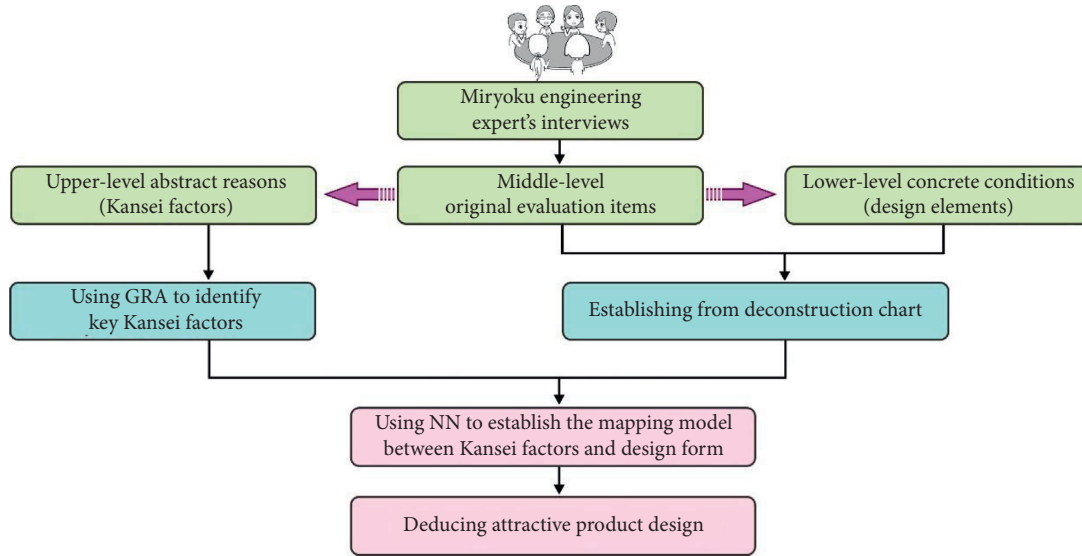 Miryoku engineering
expert's interviews
Upper-level abstract reasons
(Kansei factors)
Middle-level
original evaluation items
Lower-level concrete conditions
(design elements)
Using GRA to identify
key Kansei factors
Establishing from deconstruction chart
Using NN to establish the mapping model
between Kansei factors and design form
Deducing attractive product design